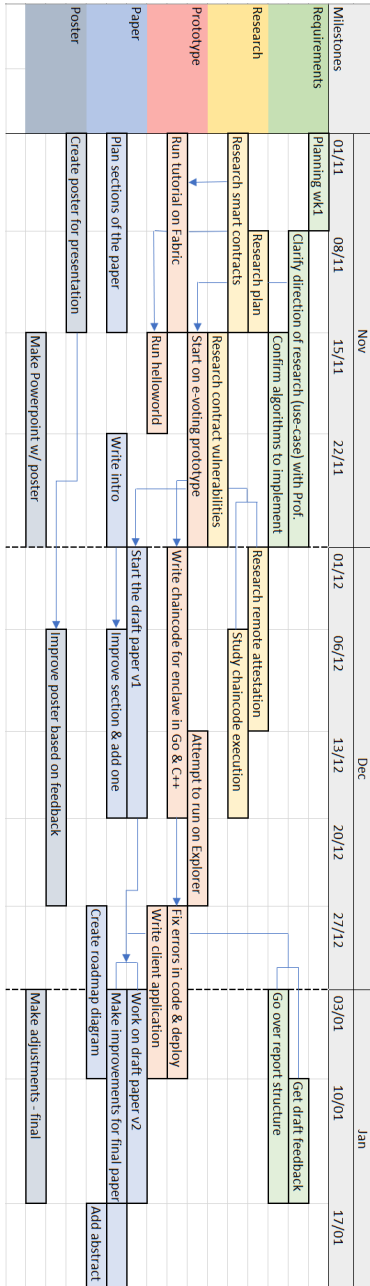 Nov
Dec
Jan
Milestones
01/11
08/11
15/11
22/11
01/12
06/12
13/12
20/12
27/12
03/01
10/01
17/01
Requirements
Planning wk1
Clarify direction of research (use-case) with Prof.
Get draft feedback
Confirm algorithms to implement
Go over report structure
Research
Research plan
Research remote attestation
Research smart contracts
Study chaincode execution
Research contract vulnerabilities
Prototype
Start on e-voting prototype
Attempt to run on Explorer
Run tutorial on Fabric
Write chaincode for enclave in Go & C++
Fix errors in code & deploy
Run helloworld
Write client application
Paper
Start the draft paper v1
Work on draft paper v2
Plan sections of the paper
Write intro
Improve section & add one
Make improvements for final paper
Create roadmap diagram
Add abstract
Poster
Create poster for presentation
Improve poster based on feedback
Make Powerpoint w/ poster
Make adjustments - final